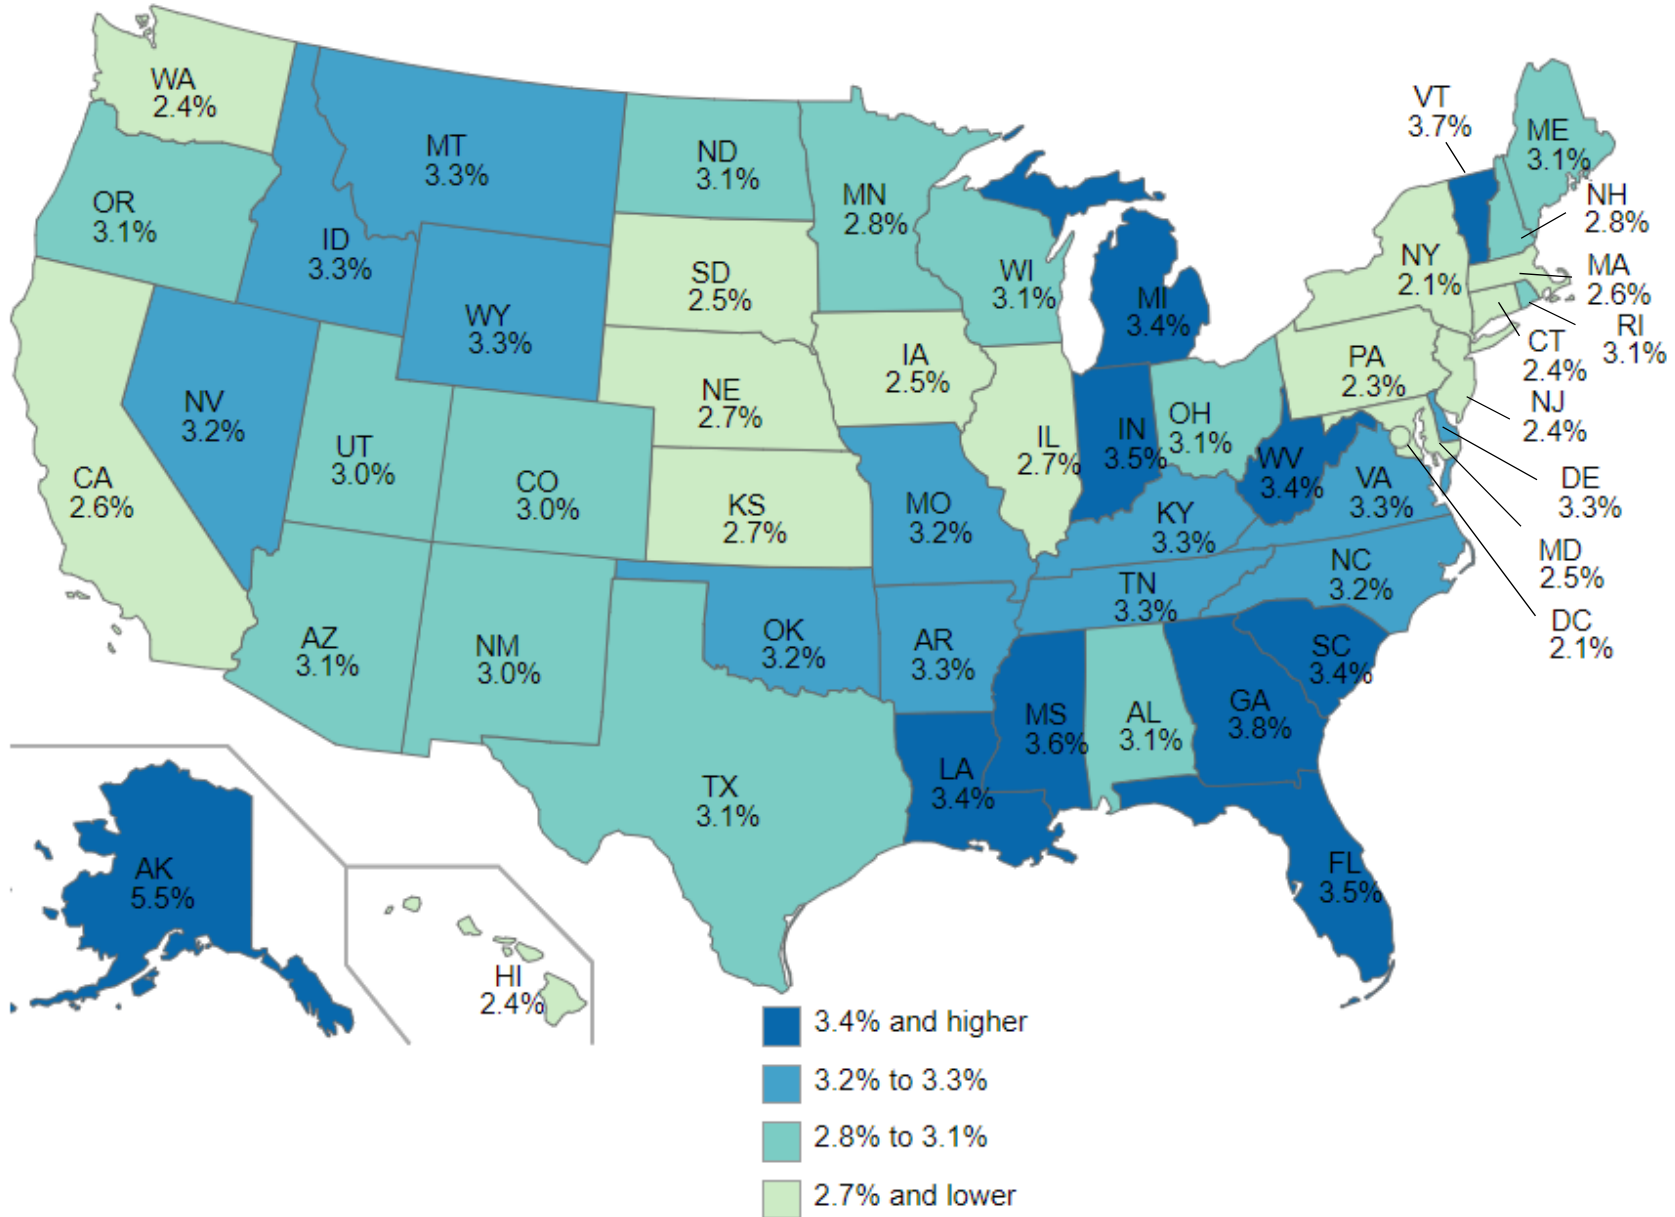 WA
2.4%
OR
3.1%
CA
2.6%
ID
3.3%
NV
3.2%
MT
3.3%
WY
3.3%
UT
3.0%
AZ
3.1%
CO
3.0%
NM
3.0%
ND
3.1%
SD
2.5%
NE
2.7%
KS
2.7%
OK
3.2%
TX
3.1%
MN
2.8%
IA
2.5%
MO
3.2%
AR
3.3%
LA
3.4%
WI
3.1%
IL
2.7%
MI
3.4%
IN
3.5%
OH
3.1%
KY
3.3%
TN
3.3%
MS
3.6%
AL
3.1%
GA
3.8%
FL
3.5%
SC
3.4%
NC
3.2%
VA
3.3%
WV
3.4%
PA
2.3%
NY
2.1%
VT
3.7%
ME
3.1%
NH
2.8%
MA
2.6%
RI
3.1%
CT
2.4%
NJ
2.4%
DE
3.3%
MD
2.5%
DC
2.1%
AK
5.5%
HI
2.4%
3.4% and higher
3.2% to 3.3%
2.8% to 3.1%
2.7% and lower